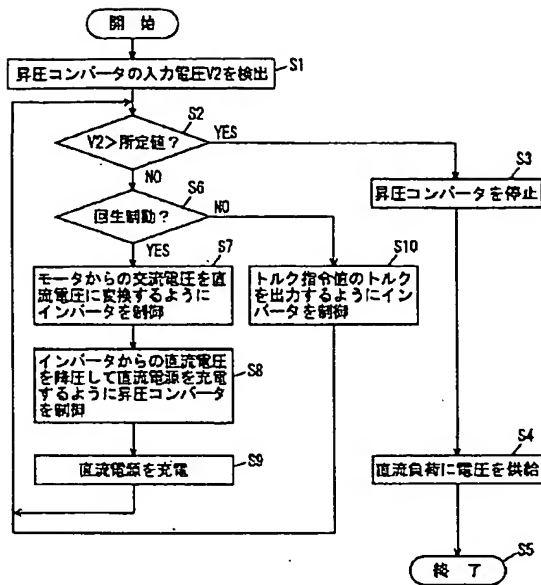 開 始
昇圧コンバータの入力電圧V2を検出
S1
S2
V2＞所定値？
YES
NO
S3
昇圧コンバータを停止
S6
回生制動？
NO
YES
S7
モータからの交流電圧を直
流電圧に変換するように
インバータを制御
S10
トルク指令値のトルク
を出力するようにイン
バータを制御
インバータからの直流電圧
を降圧して直流電源を充電
するように昇圧コンバータ
を制御
S8
S9
直流電源を充電
S4
直流負荷に電圧を供給
S5
終 了